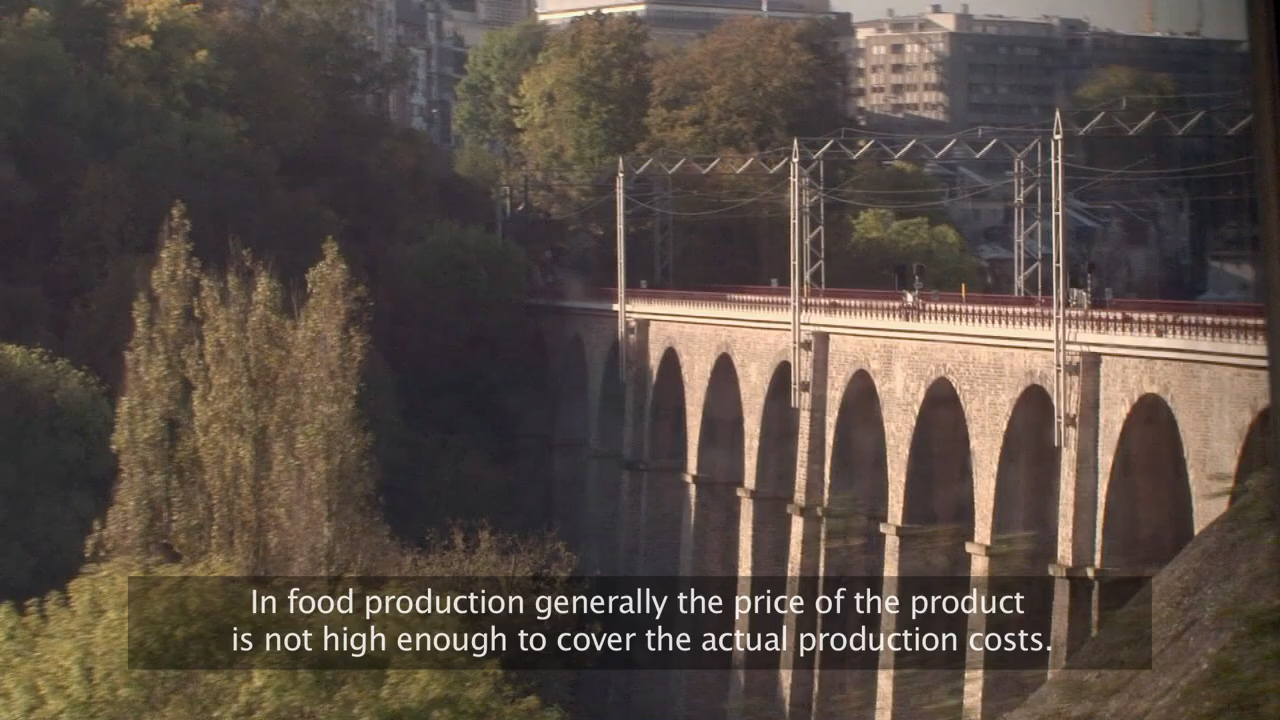 In food production generally the price of the product
is not high enough to cover the actual production costs.